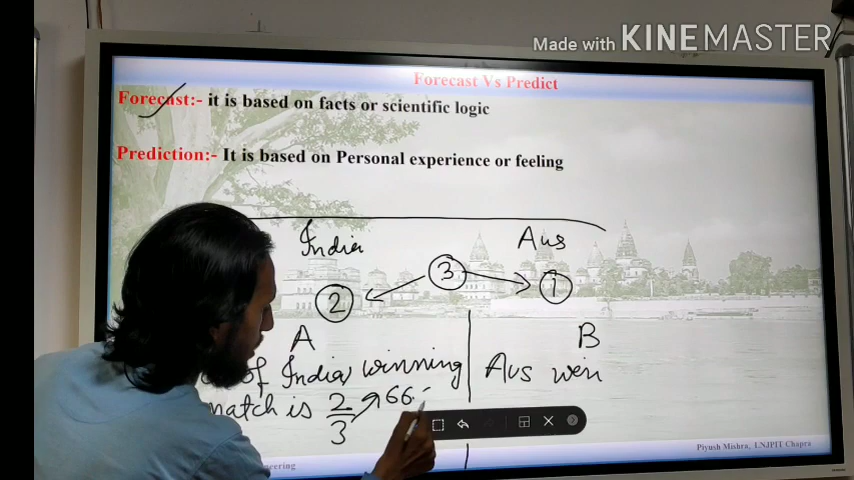 Made with KINEMASTER
Forecast Vs Predict
Forecast:- it is based on facts or scientific logic
Prediction:- It is based on Personal experience or feeling
India Aus
3
2 1
A B
of India winning Aus win
match is 2/3 66.
Piyush Mishra, LNJPIT Chapra